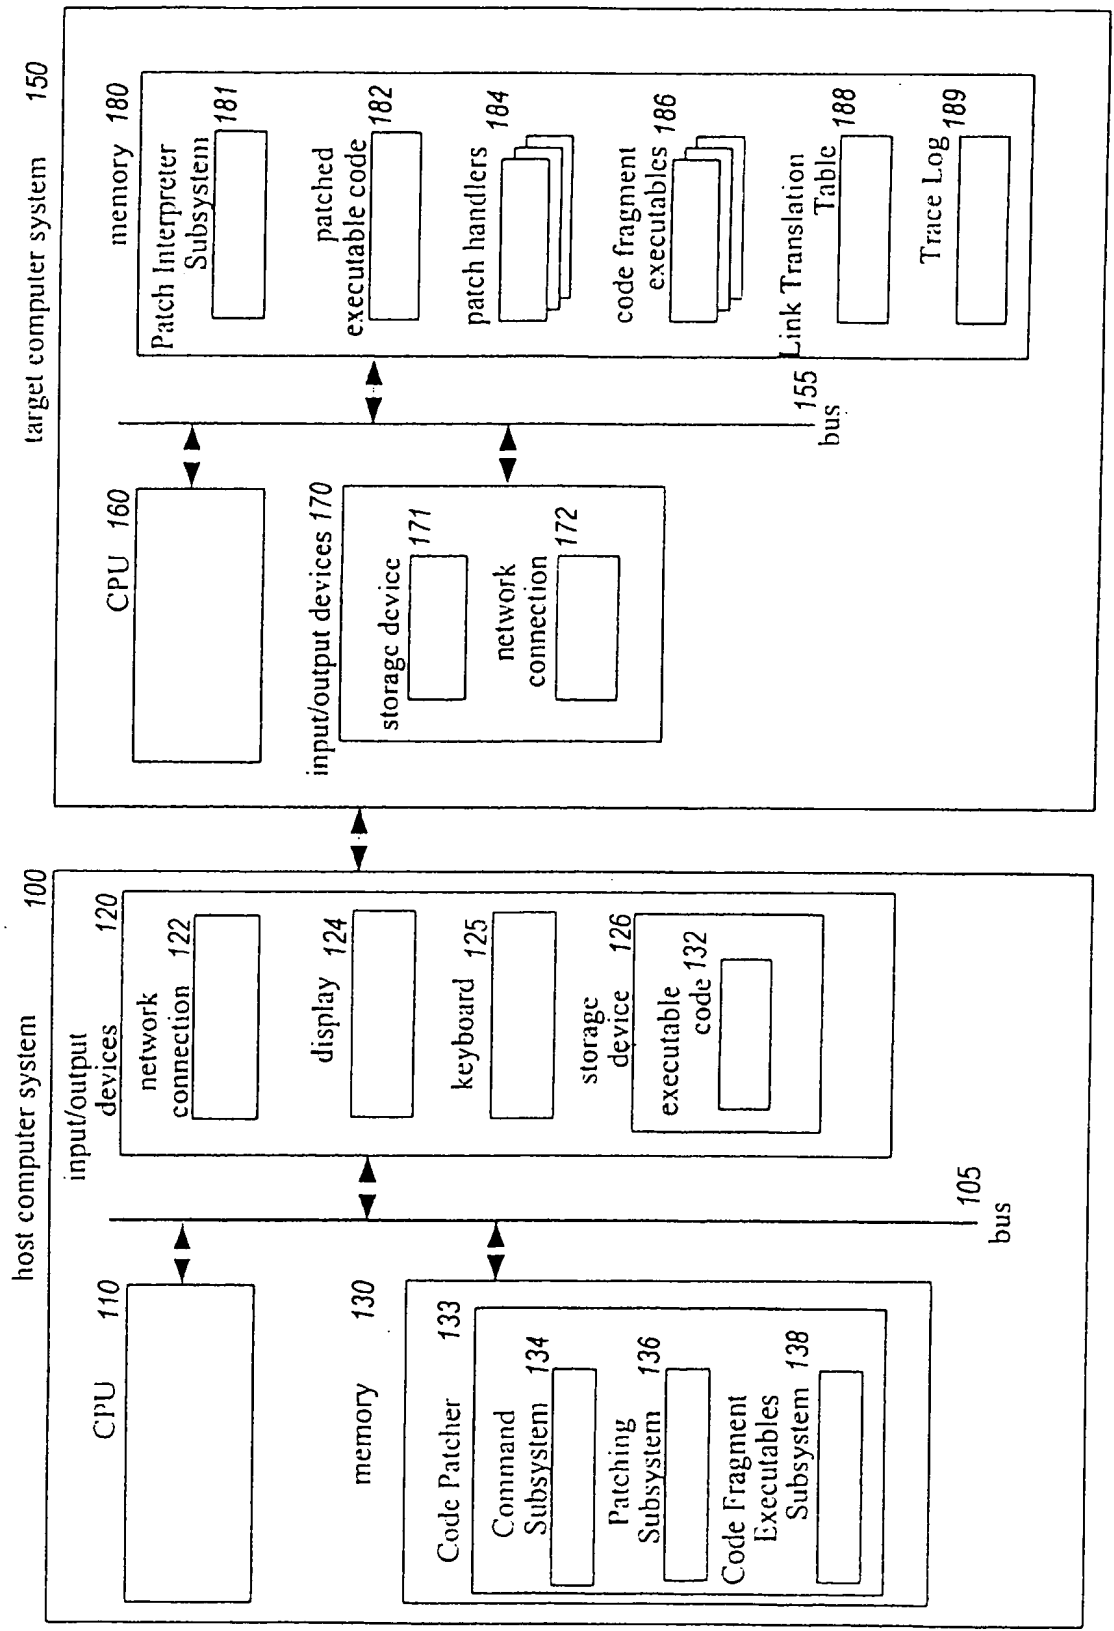 host computer system 100
CPU 110
memory 130
Code Patcher 133
Command
Subsystem 134
Patching
Subsystem 136
Code Fragment
Executables
Subsystem 138
bus
105
input/output
devices 120
network
connection 122
display 124
keyboard 125
storage
device 126
executable
code 132
target computer system 150
CPU 160
input/output devices 170
storage device 171
network
connection 172
bus
155
memory 180
Patch Interpreter
Subsystem 181
patched
executable code 182
patch handlers 184
code fragment
executables 186
Link Translation
Table 188
Trace Log 189